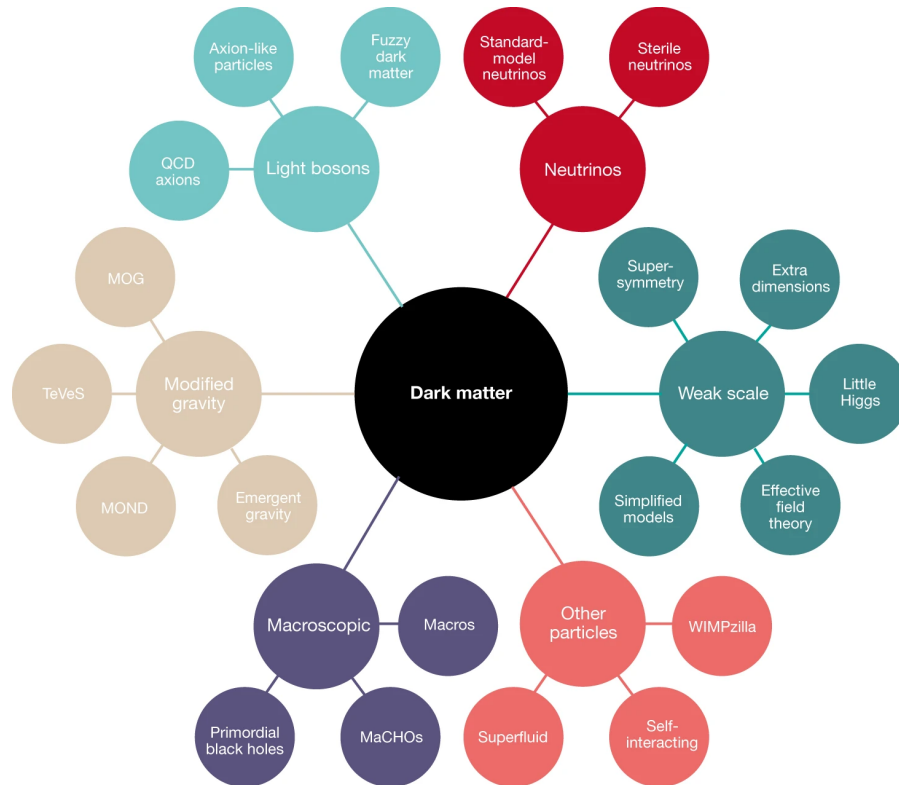 Axion-like
particles
Fuzzy
dark
matter
QCD
axions
Light bosons
Standard-
model
neutrinos
Sterile
neutrinos
Neutrinos
MOG
TeVeS
MOND
Emergent
gravity
Modified
gravity
Dark matter
Super-
symmetry
Extra
dimensions
Little
Higgs
Weak scale
Simplified
models
Effective
field
theory
Macroscopic
Macros
Primordial
black holes
MaCHOs
Other
particles
WIMPzilla
Superfluid
Self-
interacting